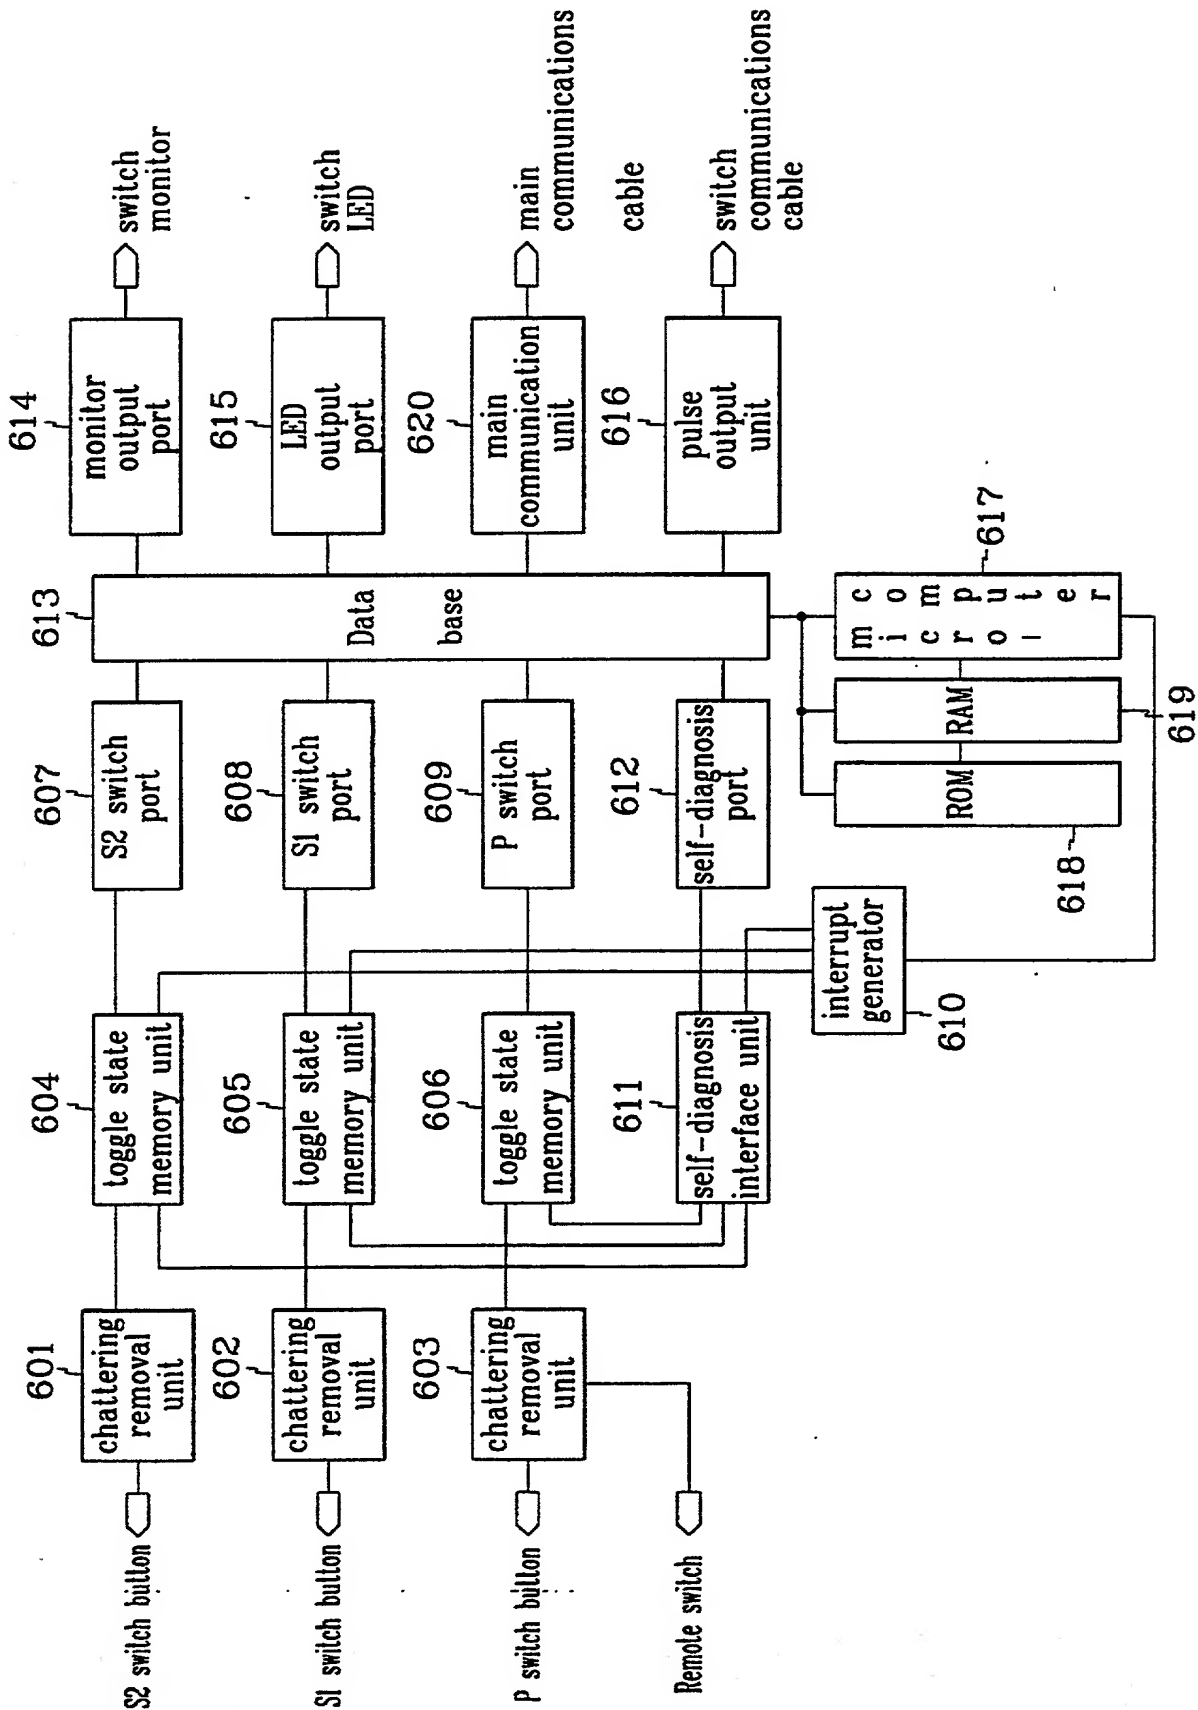 S2 switch button
601
chattering
removal
unit
604
toggle state
memory unit
607
S2 switch
port
613
Data
base
614
monitor
output
port
switch
monitor
S1 switch button
602
chattering
removal
unit
605
toggle state
memory unit
608
S1 switch
port
615
LED
output
port
switch
LED
P switch button
603
chattering
removal
unit
606
toggle state
memory unit
609
P switch
port
620
main
communication
unit
main
communications
cable
Remote switch
611
self-diagnosis
interface unit
612
self-diagnosis
port
616
pulse
output
unit
switch
communications
cable
interrupt
generator
610
ROM
618
RAM
619
micro-
computer
617